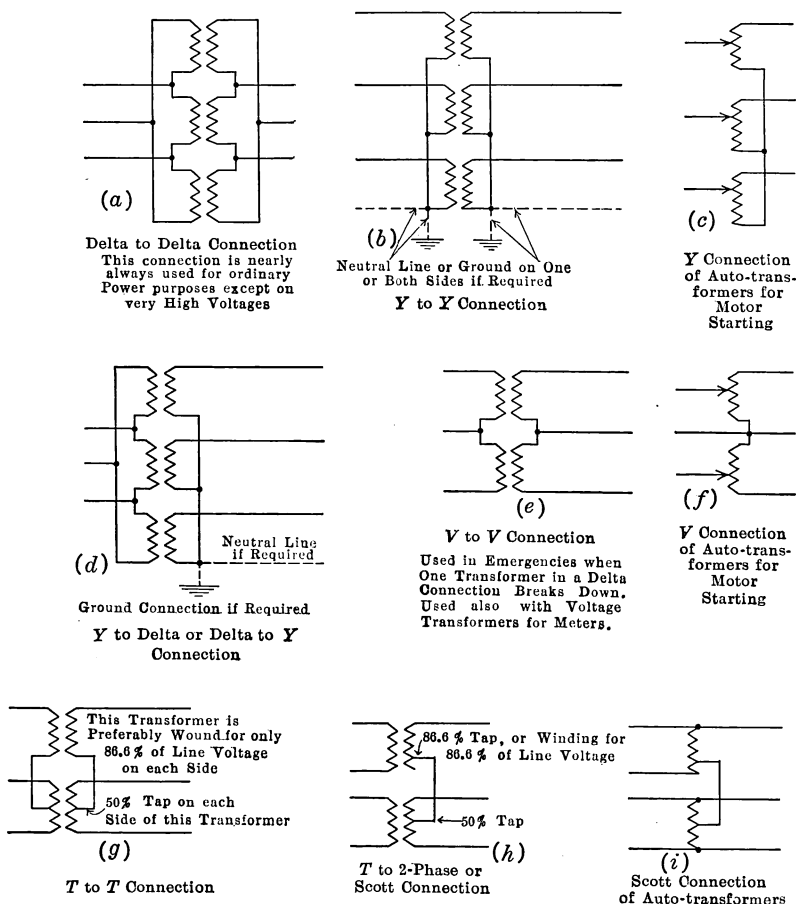 (a)
Delta to Delta Connection
This connection is nearly
always used for ordinary
Power purposes except on
very High Voltages
(b)
Neutral Line or Ground on One
or Both Sides if Required
Y to Y Connection
(c)
Y Connection
of Auto-trans-
formers for
Motor
Starting
(d)
Neutral Line
if Required
Ground Connection if Required
Y to Delta or Delta to Y
Connection
(e)
V to V Connection
Used in Emergencies when
One Transformer in a Delta
Connection Breaks Down.
Used also with Voltage
Transformers for Meters.
(f)
V Connection
of Auto-trans-
formers for
Motor
Starting
This Transformer is
Preferably Wound for only
86.6 % of Line Voltage
on each Side
50% Tap on each
Side of this Transformer
(g)
T to T Connection
86.6 % Tap, or Winding for
86.6 % of Line Voltage
50% Tap
(h)
T to 2-Phase or
Scott Connection
(i)
Scott Connection
of Auto-transformers